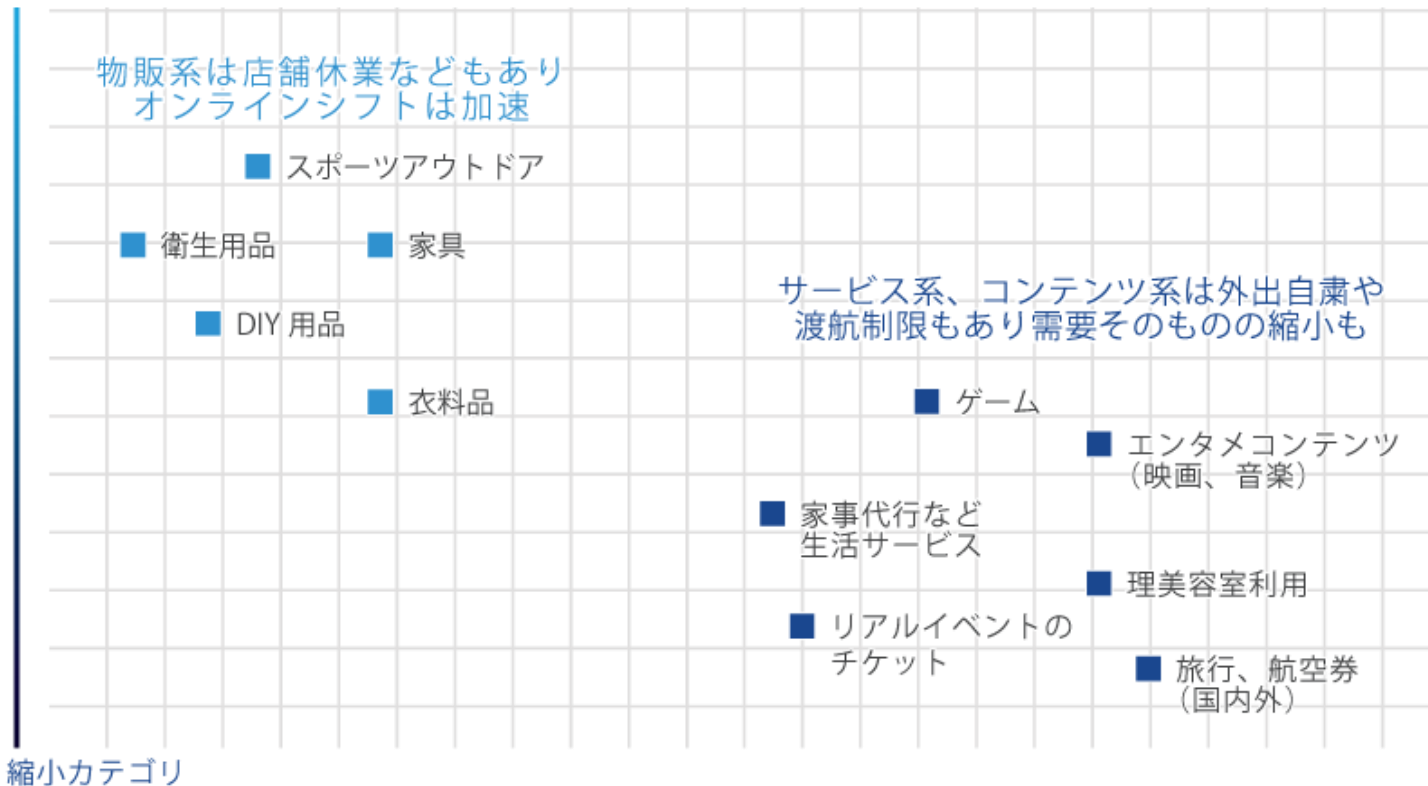 物販系は店舗休業などもあり
オンラインシフトは加速
スポーツアウトドア
衛生用品
家具
DIY 用品
衣料品
サービス系、コンテンツ系は外出自粛や
渡航制限もあり需要そのものの縮小も
ゲーム
エンタメコンテンツ
（映画、音楽）
家事代行など
生活サービス
理美容室利用
リアルイベントの
チケット
旅行、航空券
（国内外）
縮小カテゴリ